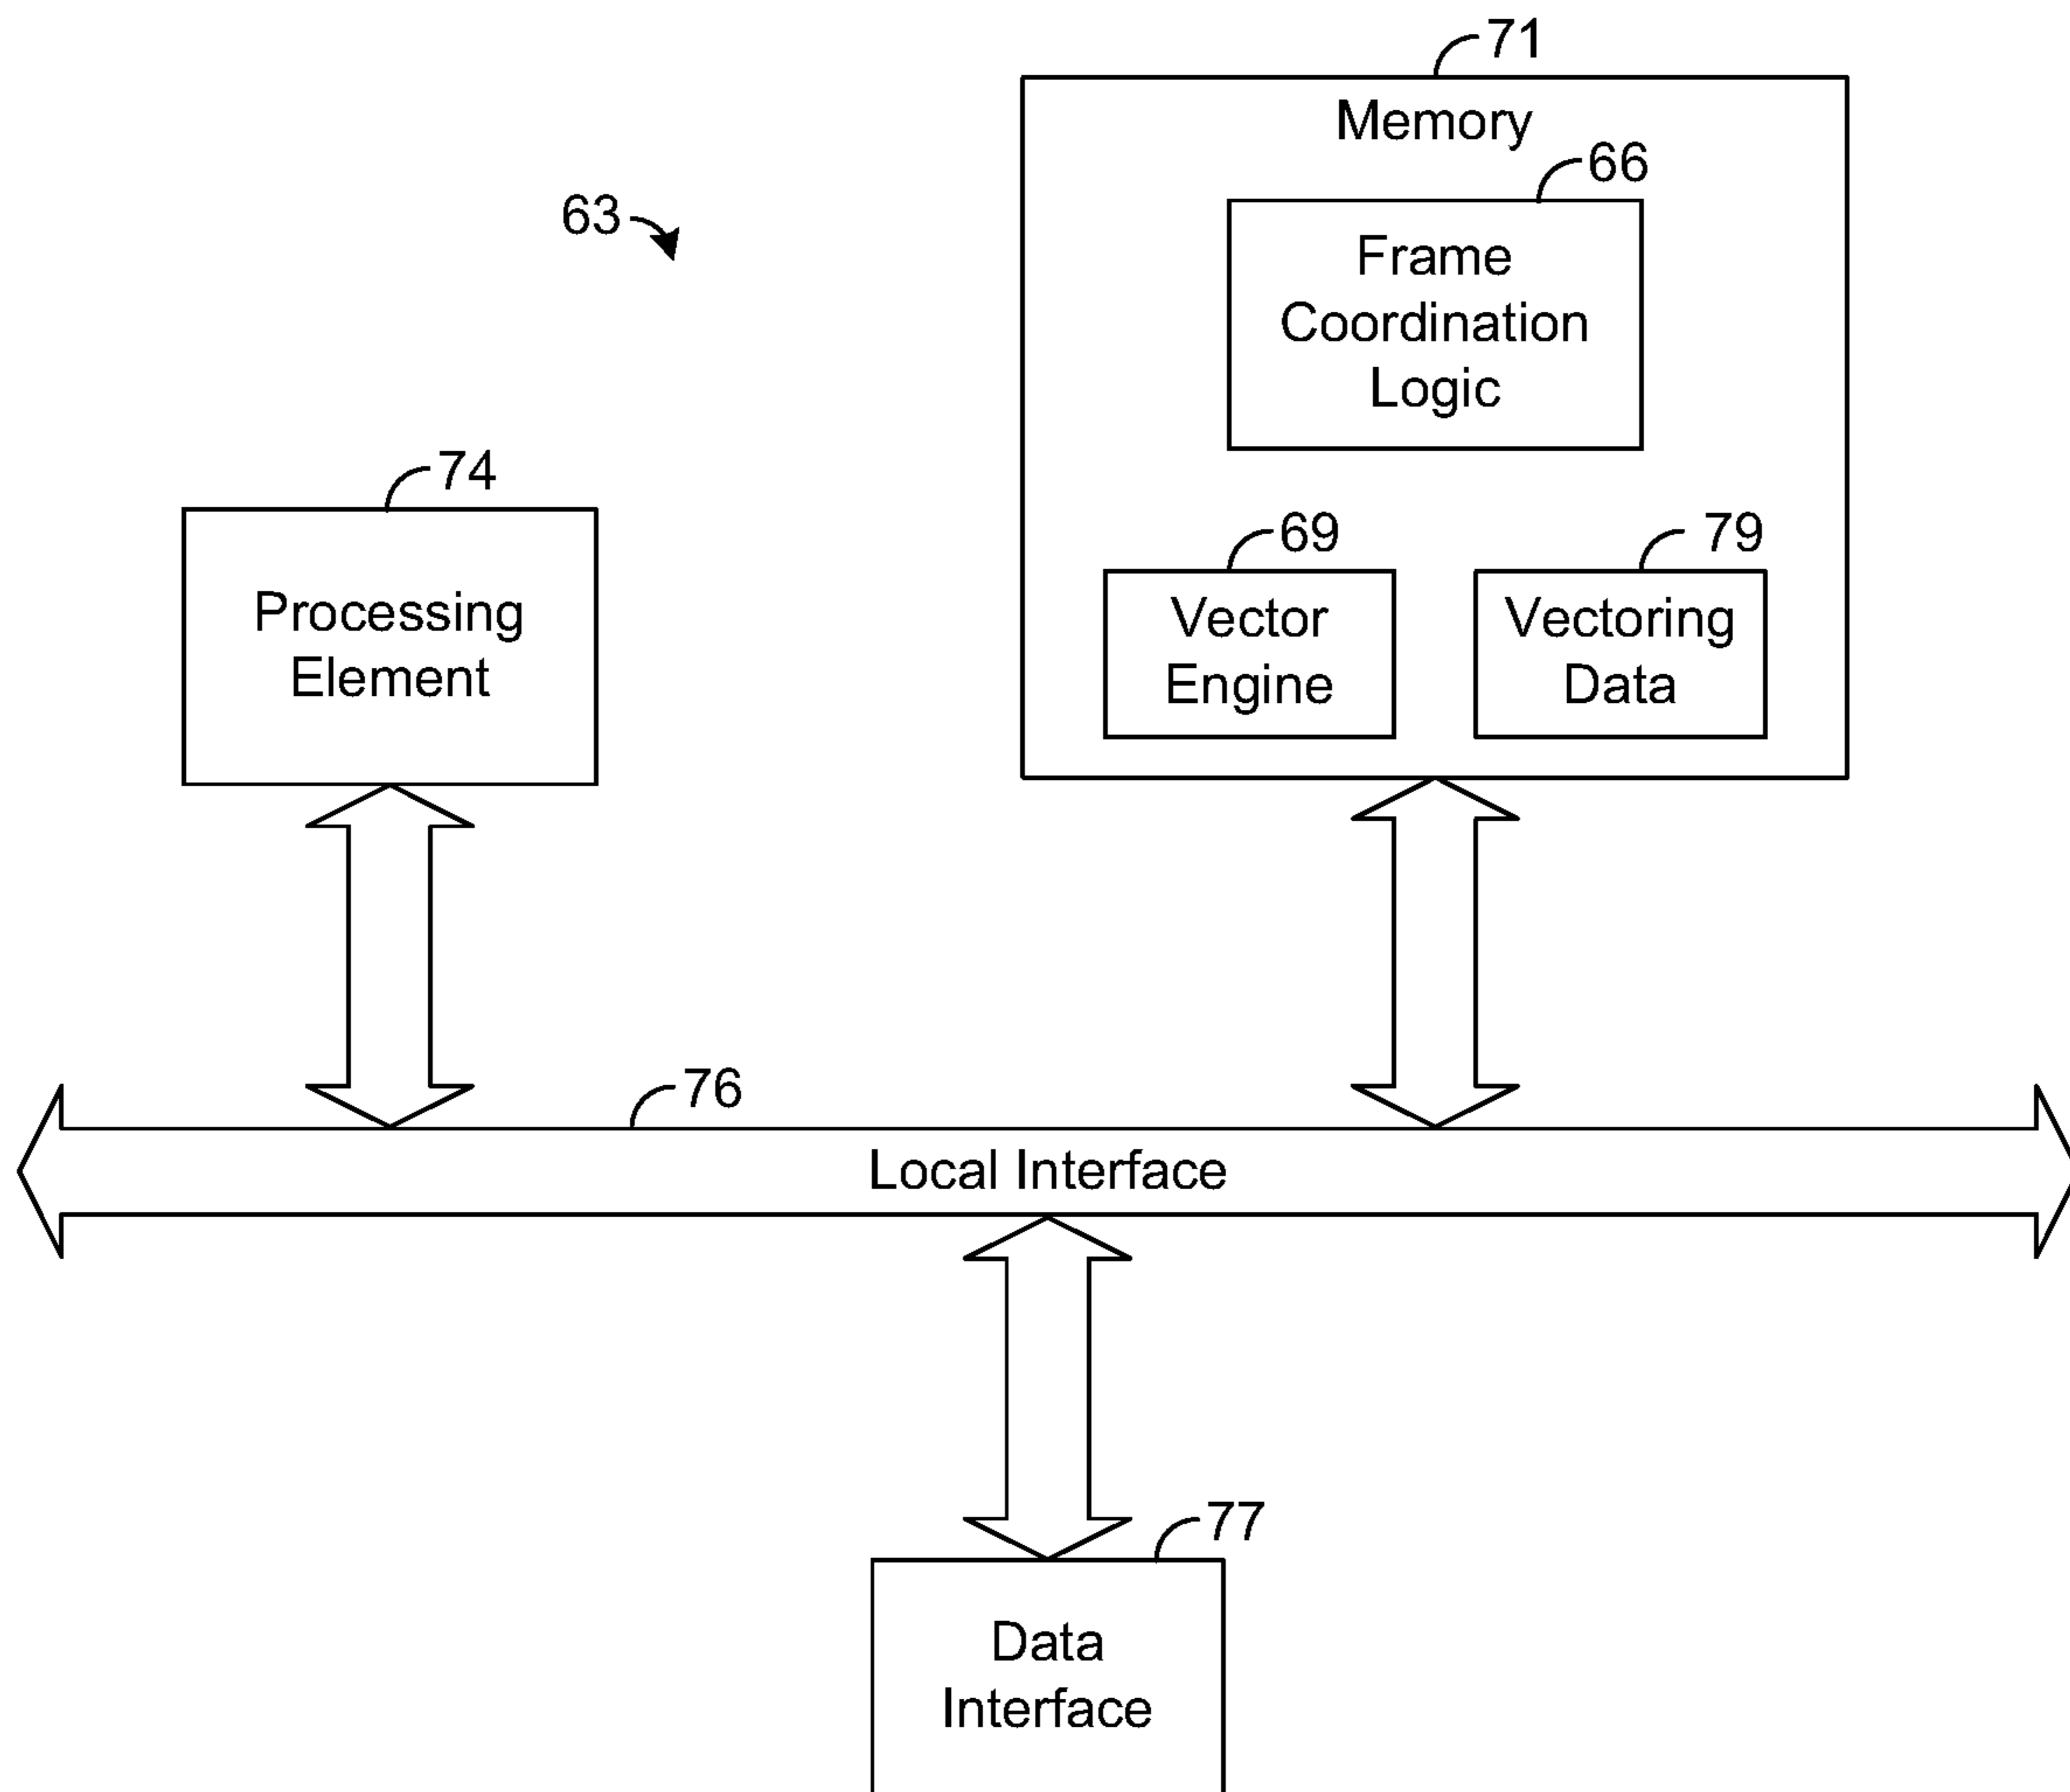 71
Memory
66
63
Frame
Coordination
Logic
74
69
79
Processing
Element
Vector
Engine
Vectoring
Data
76
Local Interface
77
Data
Interface